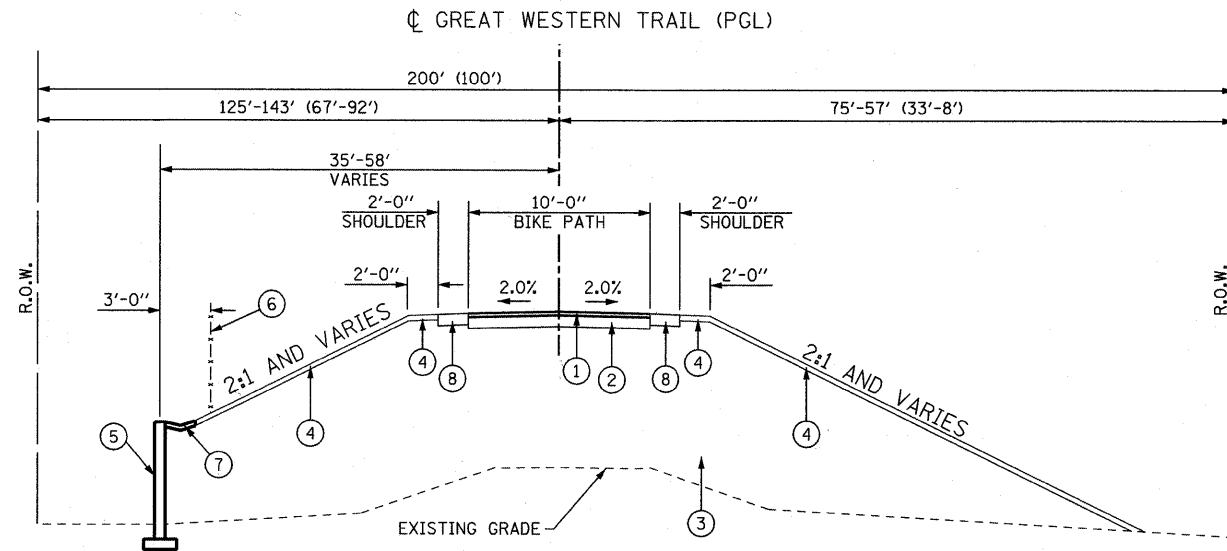 ℄ GREAT WESTERN TRAIL (PGL)
200' (100')
125'-143' (67'-92')
75'-57' (33'-8')
35'-58'
VARIES
2'-0"
SHOULDER
10'-0"
BIKE PATH
2'-0"
SHOULDER
R.O.W.
R.O.W.
2'-0"
2.0%
2.0%
2'-0"
3'-0"
6
2:1 AND VARIES
2:1 AND VARIES
4
8
1
2
8
4
5
7
4
4
EXISTING GRADE
3